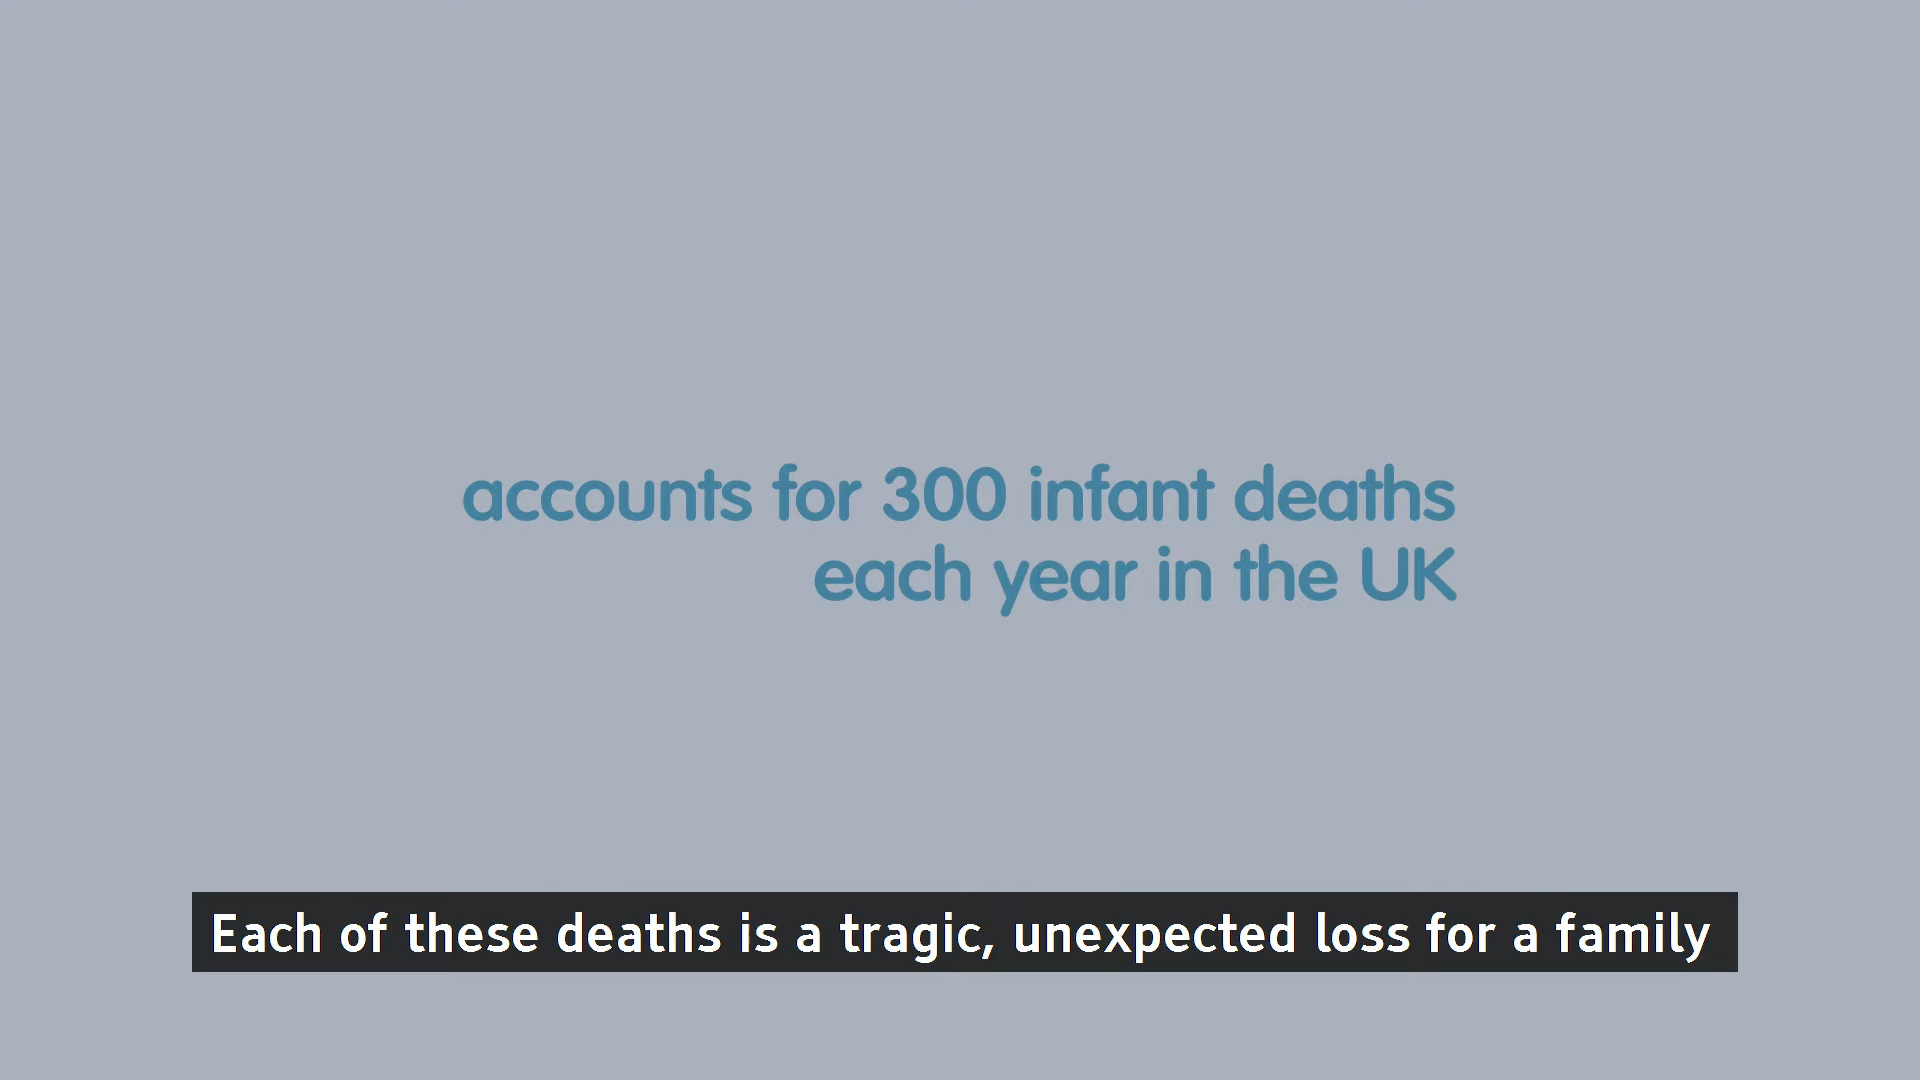 accounts for 300 infant deaths
each year in the UK
Each of these deaths is a tragic, unexpected loss for a family